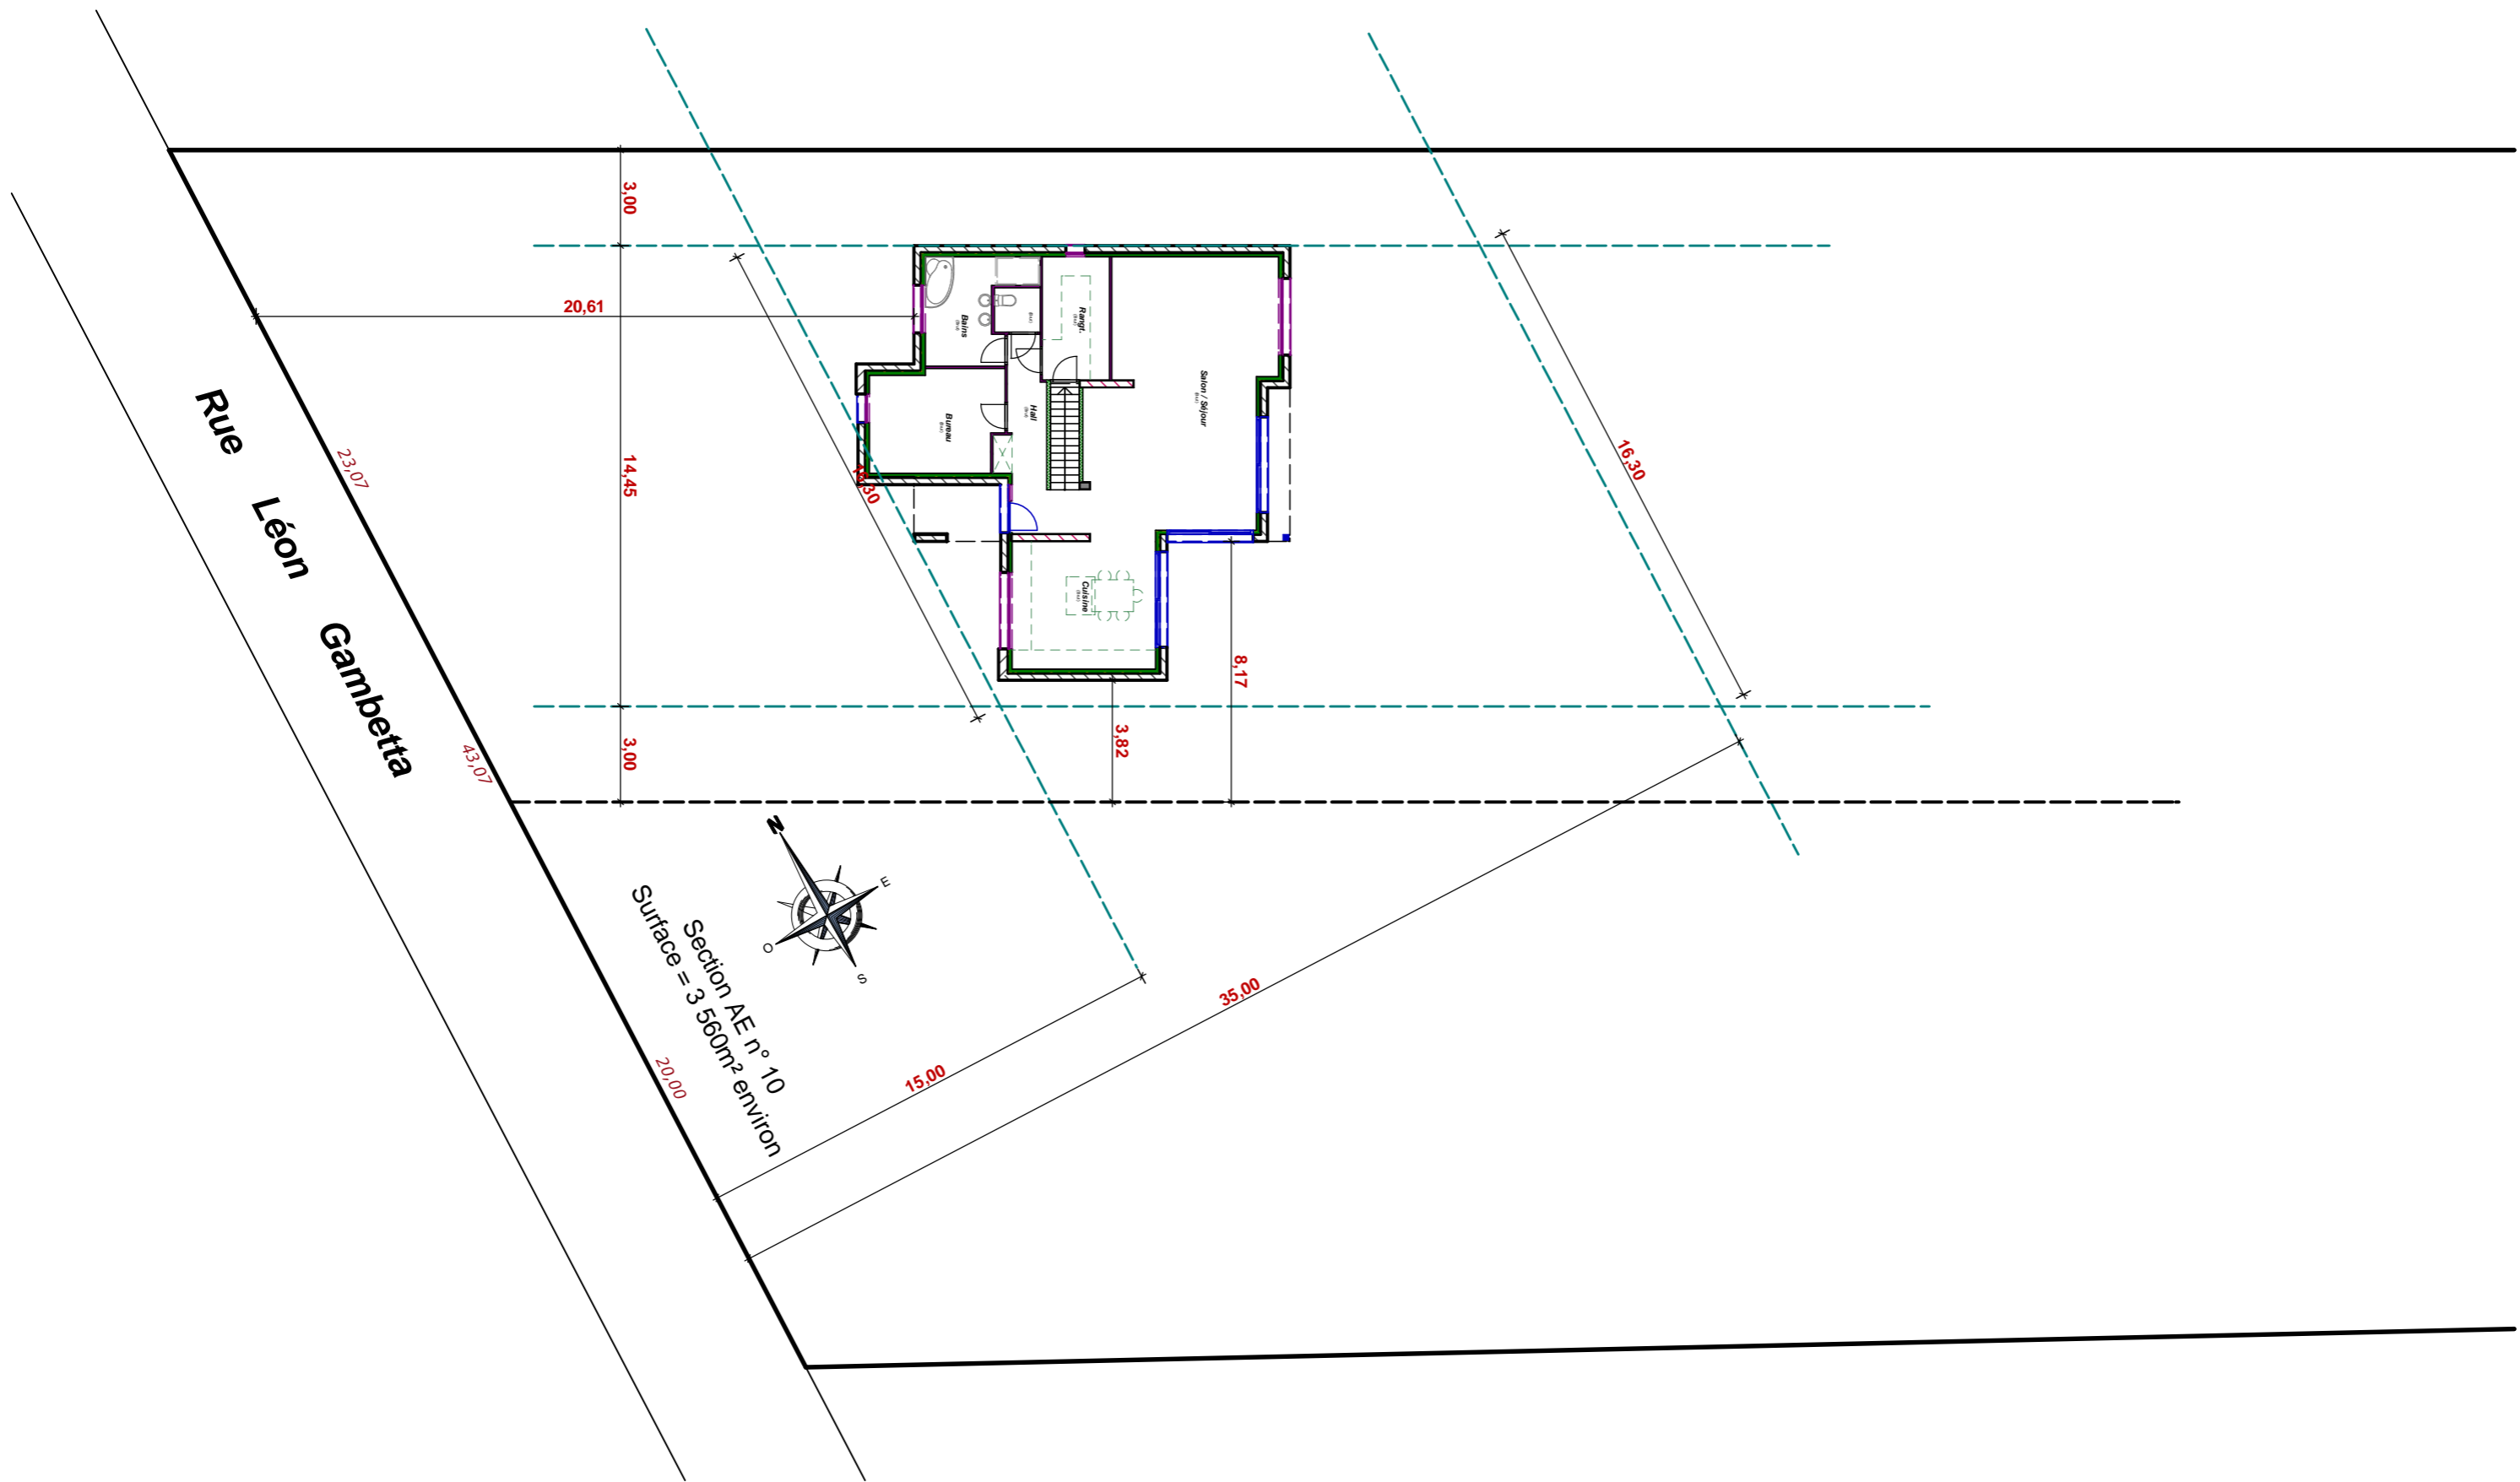 3,00
20,61
14,45
3,00
16,30
16,30
8,17
3,82
35,00
15,00
Rue Léon Gambetta
23,07
43,07
20,00
Bains
Rangt.
Salon / Séjour
Hall
Bureau
Cuisine
N
E
O
S
Section AE n° 10
Surface = 3 560m² environ